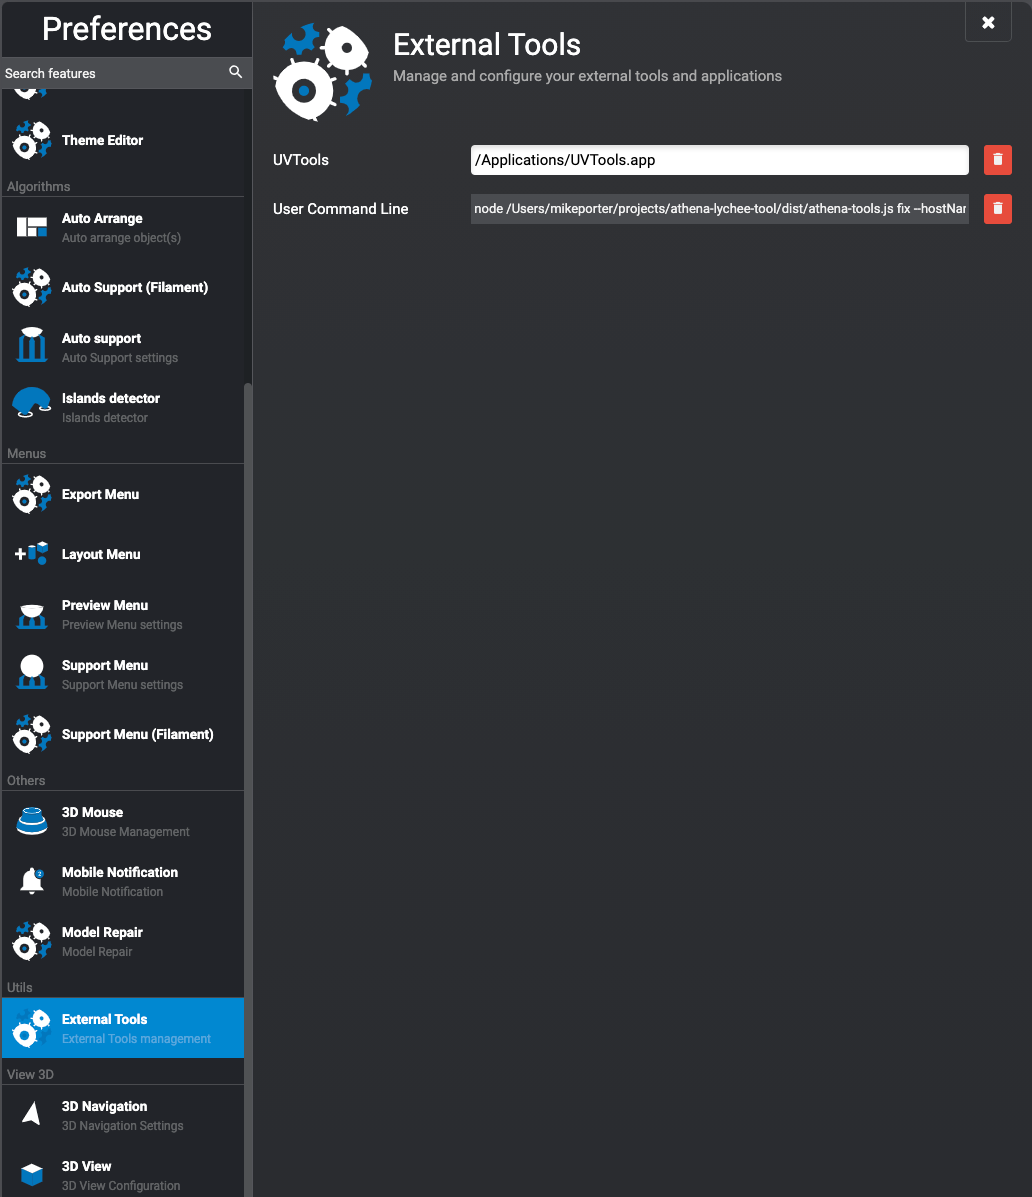 Preferences
Search features
Theme Editor
Algorithms
Auto Arrange
Auto arrange object(s)
Auto Support (Filament)
Auto support
Auto Support settings
Islands detector
Islands detector
Menus
Export Menu
Layout Menu
Preview Menu
Preview Menu settings
Support Menu
Support Menu settings
Support Menu (Filament)
Others
3D Mouse
3D Mouse Management
2
Mobile Notification
Mobile Notification
Model Repair
Model Repair
Utils
External Tools
External Tools management
View 3D
3D Navigation
3D Navigation Settings
3D View
3D View Configuration
External Tools
Manage and configure your external tools and applications
UVTools
/Applications/UVTools.app
User Command Line
node /Users/mikeporter/projects/athena-lychee-tool/dist/athena-tools.js fix --hostNar